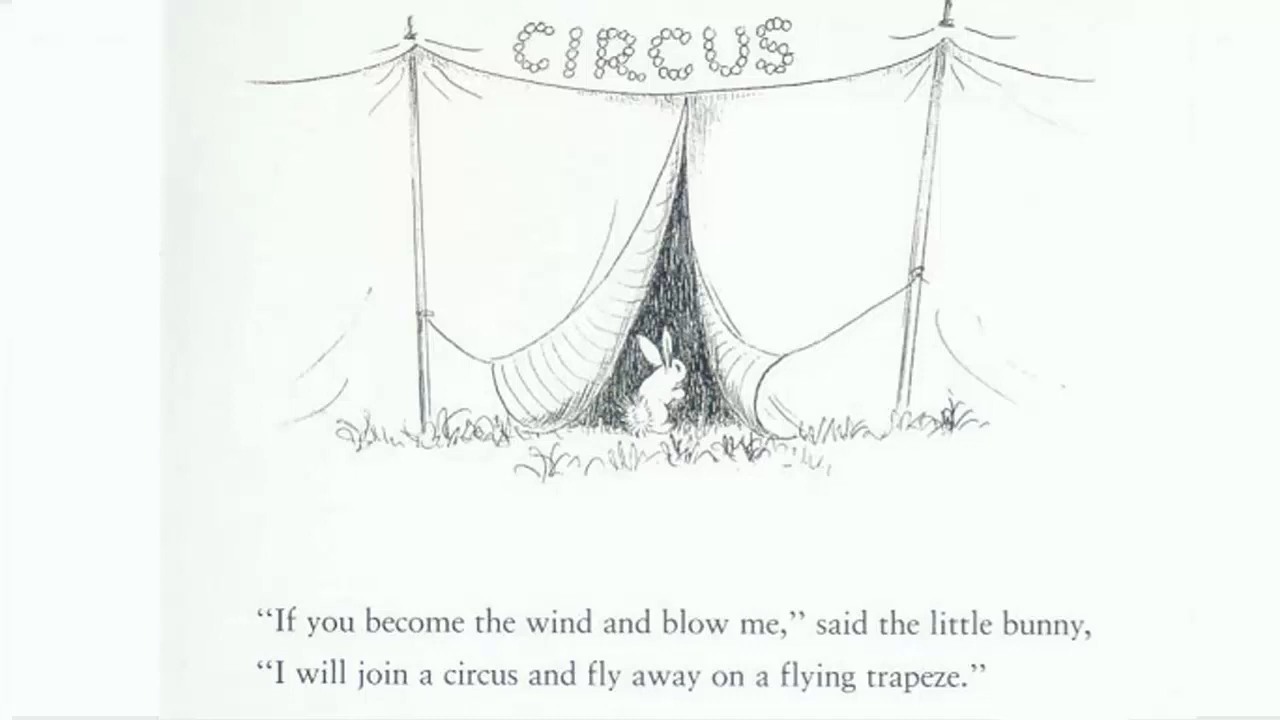 CIRCUS
“If you become the wind and blow me,” said the little bunny,
“I will join a circus and fly away on a flying trapeze.”